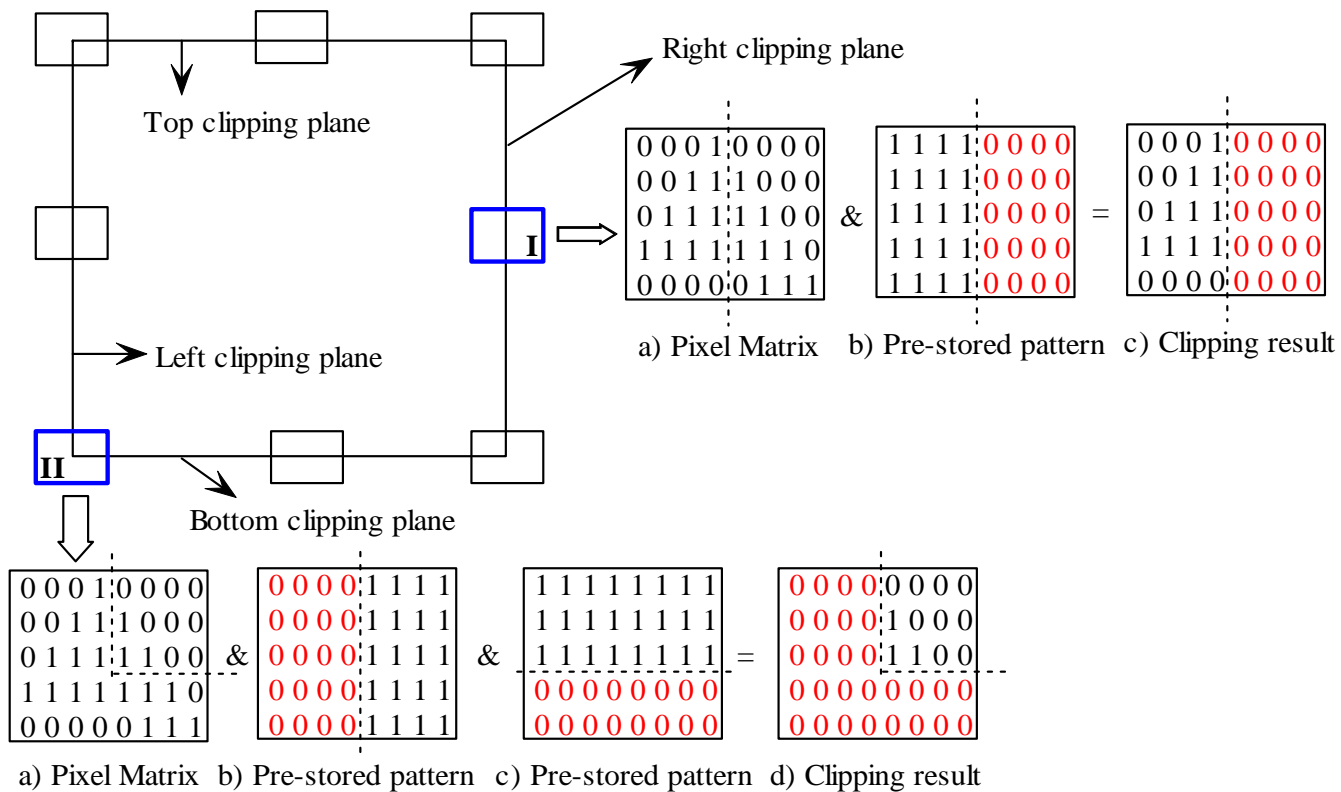 Right clipping plane
Top clipping plane
I
0 0 0 1 0 0 0 0
0 0 1 1 1 0 0 0
0 1 1 1 1 1 0 0
1 1 1 1 1 1 1 0
0 0 0 0 0 1 1 1
&
1 1 1 1 0 0 0 0
1 1 1 1 0 0 0 0
1 1 1 1 0 0 0 0
1 1 1 1 0 0 0 0
1 1 1 1 0 0 0 0
=
0 0 0 1 0 0 0 0
0 0 1 1 0 0 0 0
0 1 1 1 0 0 0 0
1 1 1 1 0 0 0 0
0 0 0 0 0 0 0 0
a) Pixel Matrix b) Pre-stored pattern c) Clipping result
Left clipping plane
II
Bottom clipping plane
0 0 0 1 0 0 0 0
0 0 1 1 1 0 0 0
0 1 1 1 1 1 0 0
1 1 1 1 1 1 1 0
0 0 0 0 0 1 1 1
&
0 0 0 0 1 1 1 1
0 0 0 0 1 1 1 1
0 0 0 0 1 1 1 1
0 0 0 0 1 1 1 1
0 0 0 0 1 1 1 1
&
1 1 1 1 1 1 1 1
1 1 1 1 1 1 1 1
1 1 1 1 1 1 1 1
0 0 0 0 0 0 0 0
0 0 0 0 0 0 0 0
=
0 0 0 0 0 0 0 0
0 0 0 0 1 0 0 0
0 0 0 0 1 1 0 0
0 0 0 0 0 0 0 0
0 0 0 0 0 0 0 0
a) Pixel Matrix b) Pre-stored pattern c) Pre-stored pattern d) Clipping result